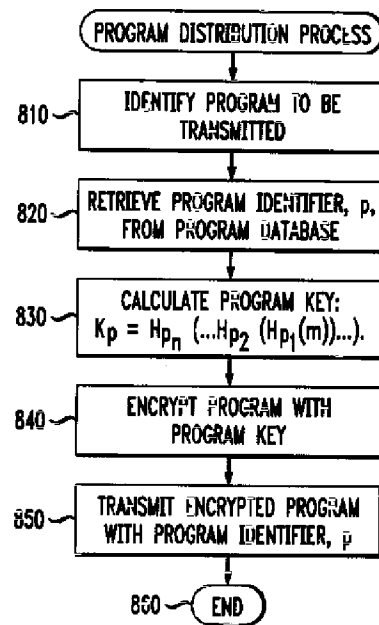 PROGRAM DISTRIBUTION PROCESS
810
IDENTIFY PROGRAM TO BE
TRANSMITTED
820
RETRIEVE PROGRAM IDENTIFIER, p,
FROM PROGRAM DATABASE
830
CALCULATE PROGRAM KEY:
Kp = Hpn (...Hp2 (Hp1(m))...).
840
ENCRYPT PROGRAM WITH
PROGRAM KEY
850
TRANSMIT ENCRYPTED PROGRAM
WITH PROGRAM IDENTIFIER, p
860
END